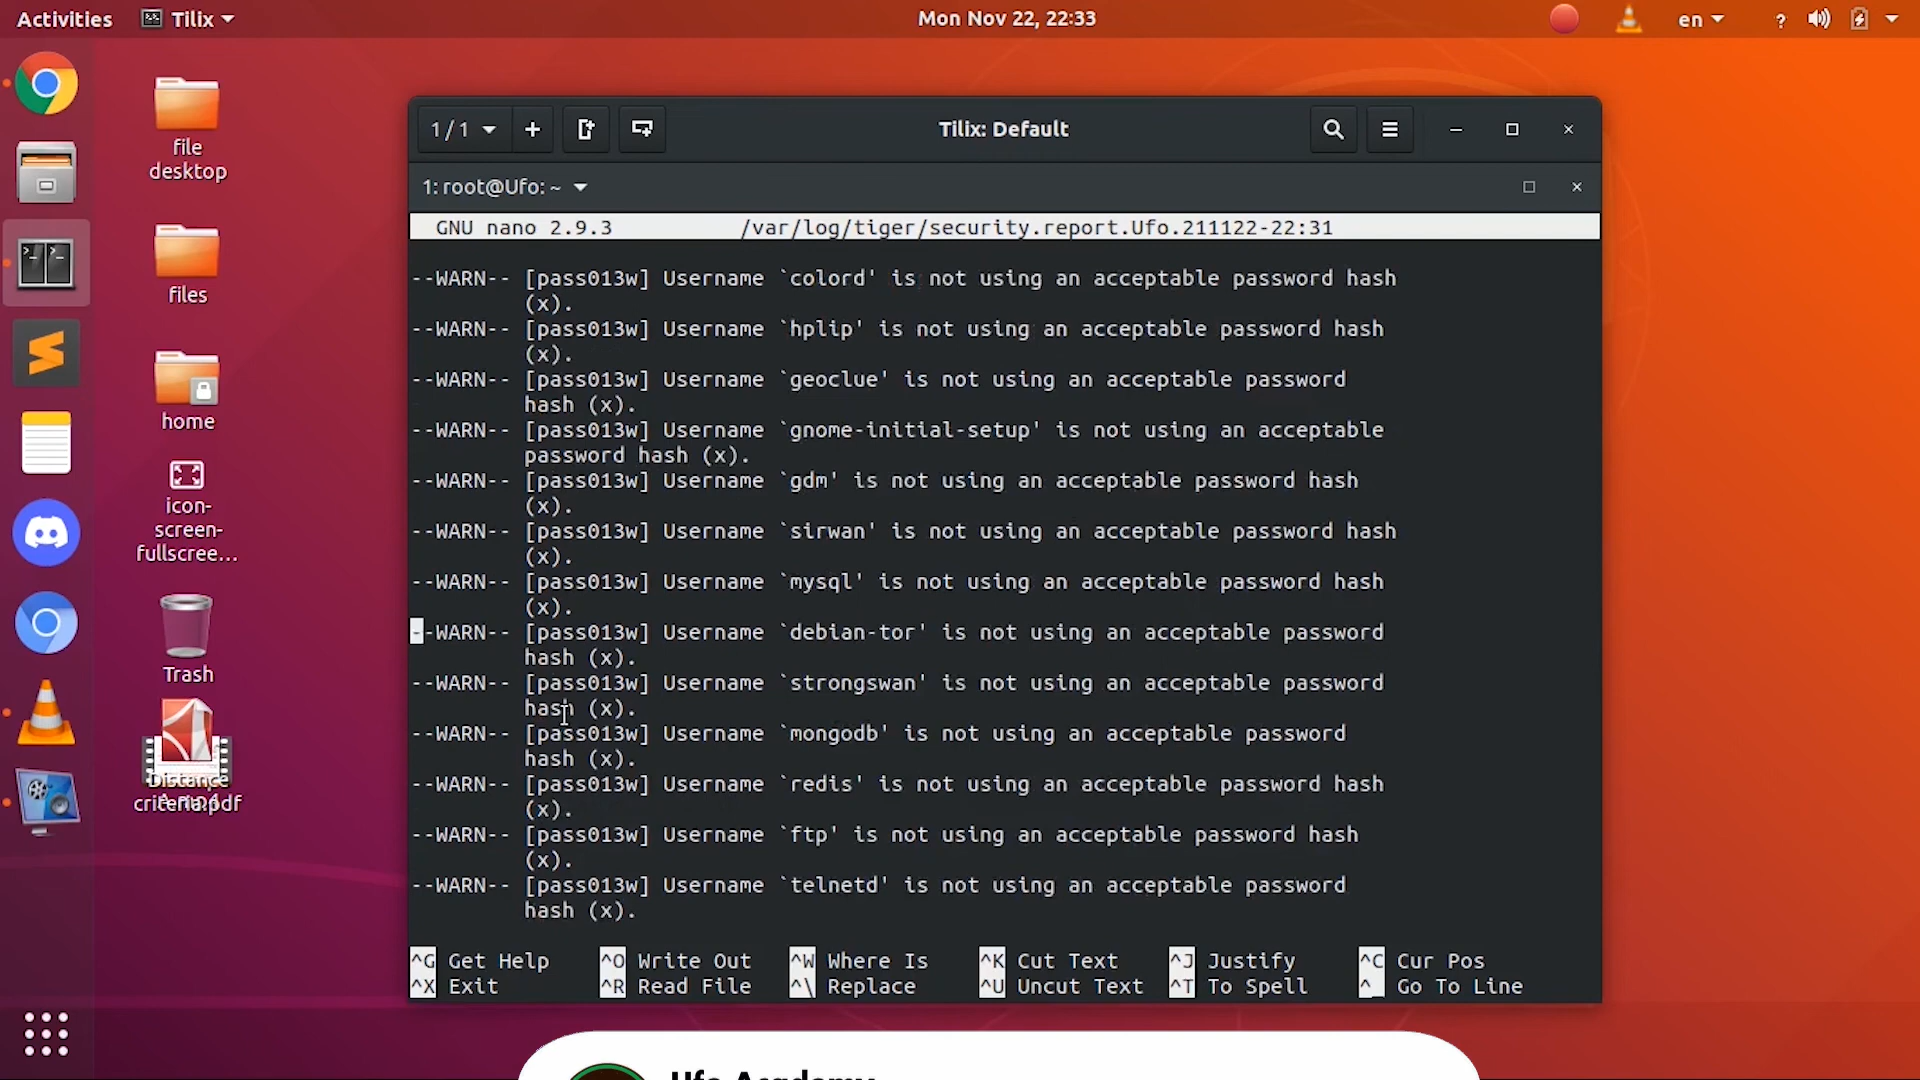 Activities
Tilix
Mon Nov 22, 22:33
en
?
file
desktop
files
home
icon-
screen-
fullscree...
Trash
Distance
criteria.pdf
1 / 1
Tilix: Default
1: root@Ufo: ~
GNU nano 2.9.3 /var/log/tiger/security.report.Ufo.211122-22:31
--WARN-- [pass013w] Username `colord' is not using an acceptable password hash
(x).
--WARN-- [pass013w] Username `hplip' is not using an acceptable password hash
(x).
--WARN-- [pass013w] Username `geoclue' is not using an acceptable password
hash (x).
--WARN-- [pass013w] Username `gnome-initial-setup' is not using an acceptable
password hash (x).
--WARN-- [pass013w] Username `gdm' is not using an acceptable password hash
(x).
--WARN-- [pass013w] Username `sirwan' is not using an acceptable password hash
(x).
--WARN-- [pass013w] Username `mysql' is not using an acceptable password hash
(x).
--WARN-- [pass013w] Username `debian-tor' is not using an acceptable password
hash (x).
--WARN-- [pass013w] Username `strongswan' is not using an acceptable password
hash (x).
--WARN-- [pass013w] Username `mongodb' is not using an acceptable password
hash (x).
--WARN-- [pass013w] Username `redis' is not using an acceptable password hash
(x).
--WARN-- [pass013w] Username `ftp' is not using an acceptable password hash
(x).
--WARN-- [pass013w] Username `telnetd' is not using an acceptable password
hash (x).
^G Get Help ^O Write Out ^W Where Is ^K Cut Text ^J Justify ^C Cur Pos
^X Exit ^R Read File ^\ Replace ^U Uncut Text ^T To Spell ^_ Go To Line
Ufo Academy